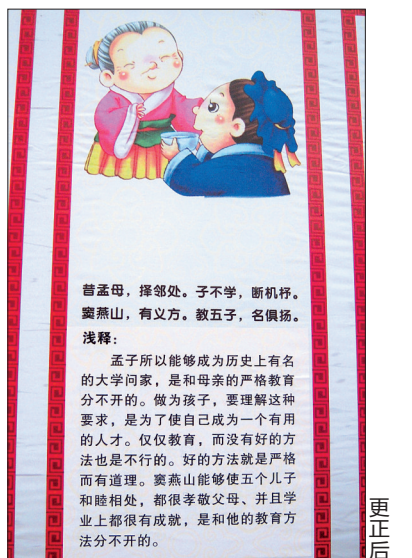 昔孟母，择邻处。子不学，断机杼。
窦燕山，有义方。教五子，名俱扬。
浅释：
孟子所以能够成为历史上有名
的大学问家，是和母亲的严格教育
分不开的。做为孩子，要理解这种
要求，是为了使自己成为一个有用
的人才。仅仅教育，而没有好的方
法也是不行的。好的方法就是严格
而有道理。窦燕山能够使五个儿子
和睦相处，都很孝敬父母、并且学
业上都很有成就，是和他的教育方
法分不开的。
更正后